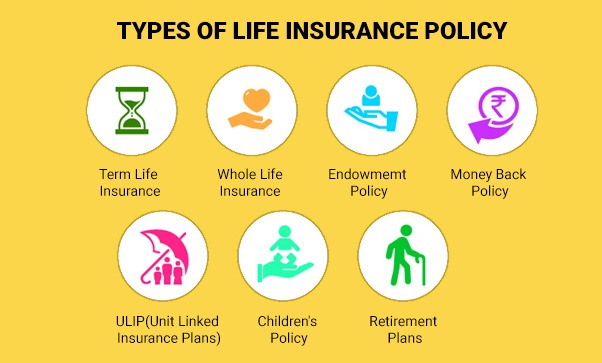 TYPES OF LIFE INSURANCE POLICY
Term Life
Insurance
Whole Life
Insurance
Endowmemt
Policy
Money Back
Policy
ULIP(Unit Linked
Insurance Plans)
Children's
Policy
Retirement
Plans